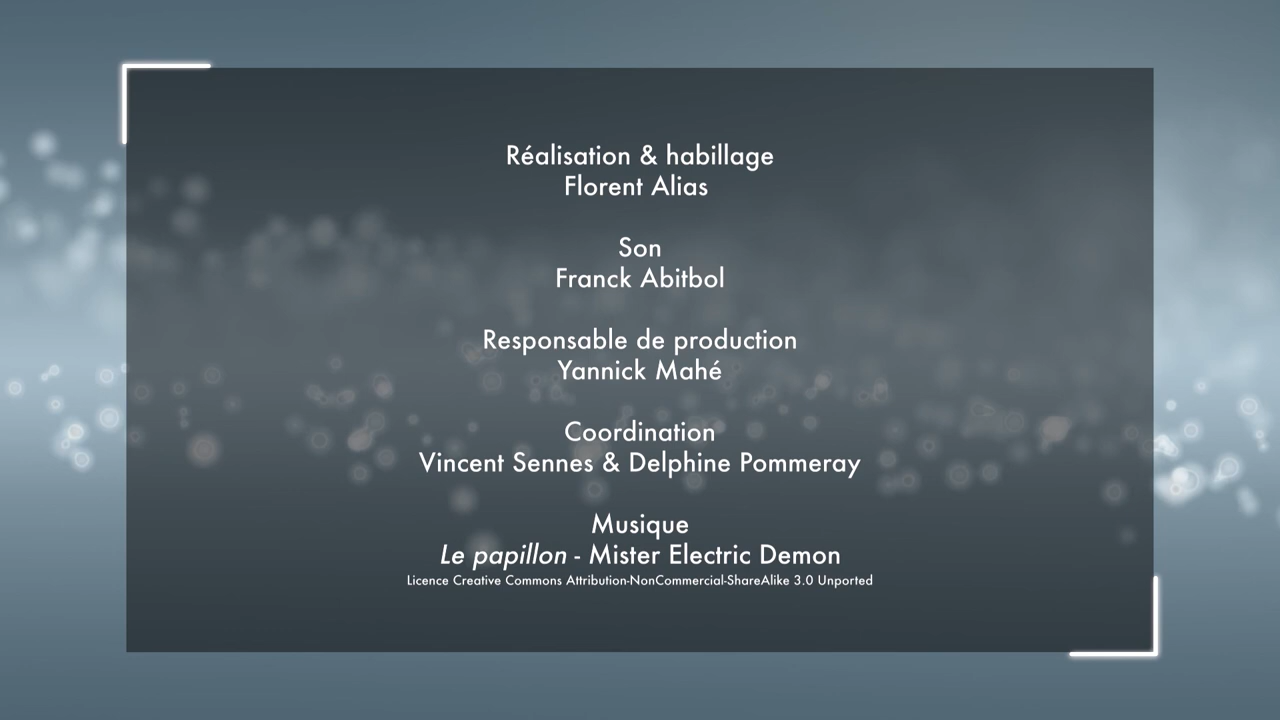 Réalisation & habillage
Florent Alias
Son
Franck Abitbol
Responsable de production
Yannick Mahé
Coordination
Vincent Sennes & Delphine Pommeray
Musique
Le papillon - Mister Electric Demon
Licence Creative Commons Attribution-NonCommercial-ShareAlike 3.0 Unported